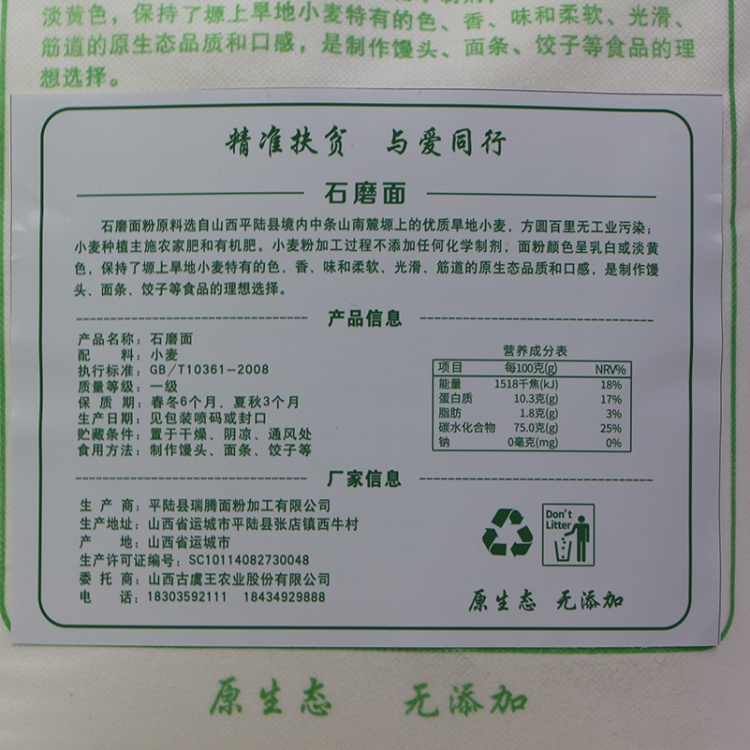 淡黄色，保持了塬上旱地小麦特有的色、香、味和柔软、光滑、
筋道的原生态品质和口感，是制作馒头、面条、饺子等食品的理
想选择。
精准扶贫 与爱同行
石磨面
石磨面粉原料选自山西平陆县境内中条山南麓塬上的优质旱地小麦，方圆百里无工业污染；
小麦种植主施农家肥和有机肥。小麦粉加工过程不添加任何化学制剂，面粉颜色呈乳白或淡黄
色，保持了塬上旱地小麦特有的色、香、味和柔软、光滑、筋道的原生态品质和口感，是制作馒
头、面条、饺子等食品的理想选择。
产品信息
产品名称：石磨面
配 料：小麦
执行标准：GB/T10361-2008
质量等级：一级
保 质 期：春冬6个月、夏秋3个月
生产日期：见包装喷码或封口
贮藏条件：置于干燥、阴凉、通风处
食用方法：制作馒头、面条、饺子等
营养成分表
项目 每100克(g) NRV%
能量 1518千焦(kJ) 18%
蛋白质 10.3克(g) 17%
脂肪 1.8克(g) 3%
碳水化合物 75.0克(g) 25%
钠 0毫克(mg) 0%
厂家信息
生 产 商：平陆县瑞腾面粉加工有限公司
生产地址：山西省运城市平陆县张店镇西牛村
产 地：山西省运城市
生产许可证编号：SC10114082730048
委 托 商：山西古虞王农业股份有限公司
电 话：18303592111 18434929888
Don't
Litter
原生态 无添加
原生态 无添加